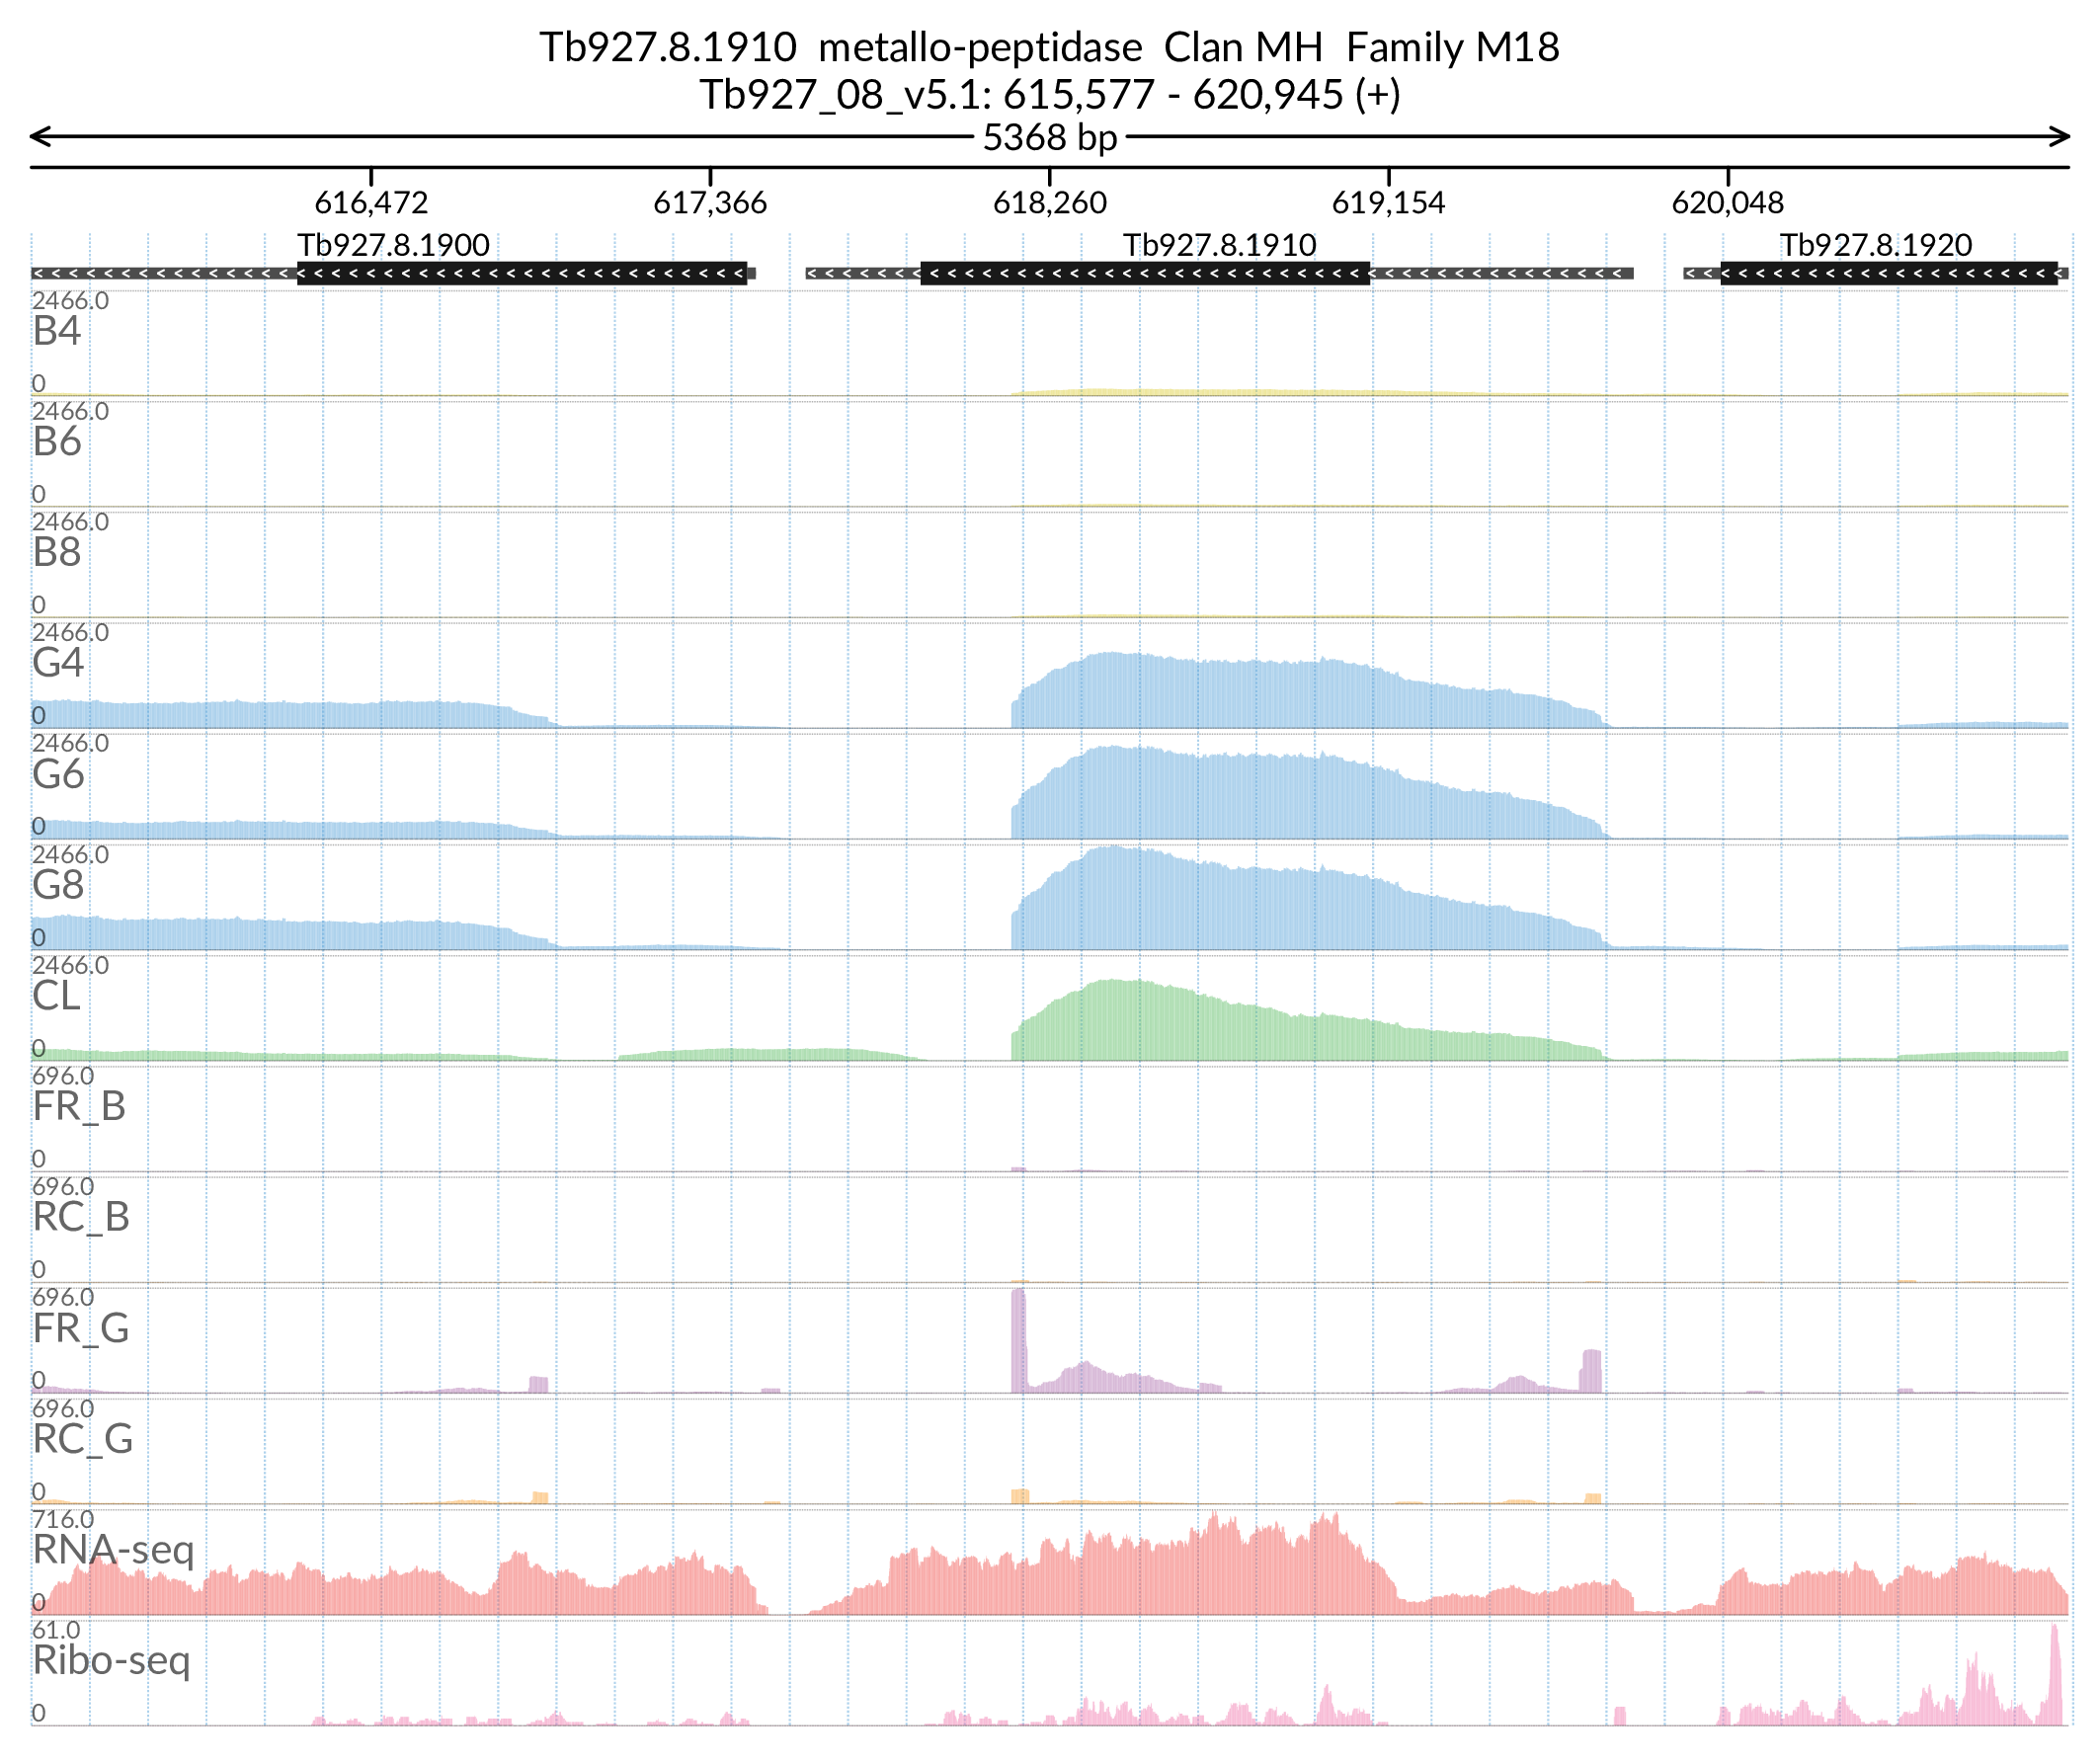 Tb927.8.1910 metallo-peptidase Clan MH Family M18
Tb927_08_v5.1: 615,577 - 620,945 (+)
5368 bp
616,472 617,366 618,260 619,154 620,048
Tb927.8.1900 Tb927.8.1910 Tb927.8.1920
2466.0
B4
0
2466.0
B6
0
2466.0
B8
0
2466.0
G4
0
2466.0
G6
0
2466.0
G8
0
2466.0
CL
0
696.0
FR_B
0
696.0
RC_B
0
696.0
FR_G
0
696.0
RC_G
0
716.0
RNA-seq
0
61.0
Ribo-seq
0